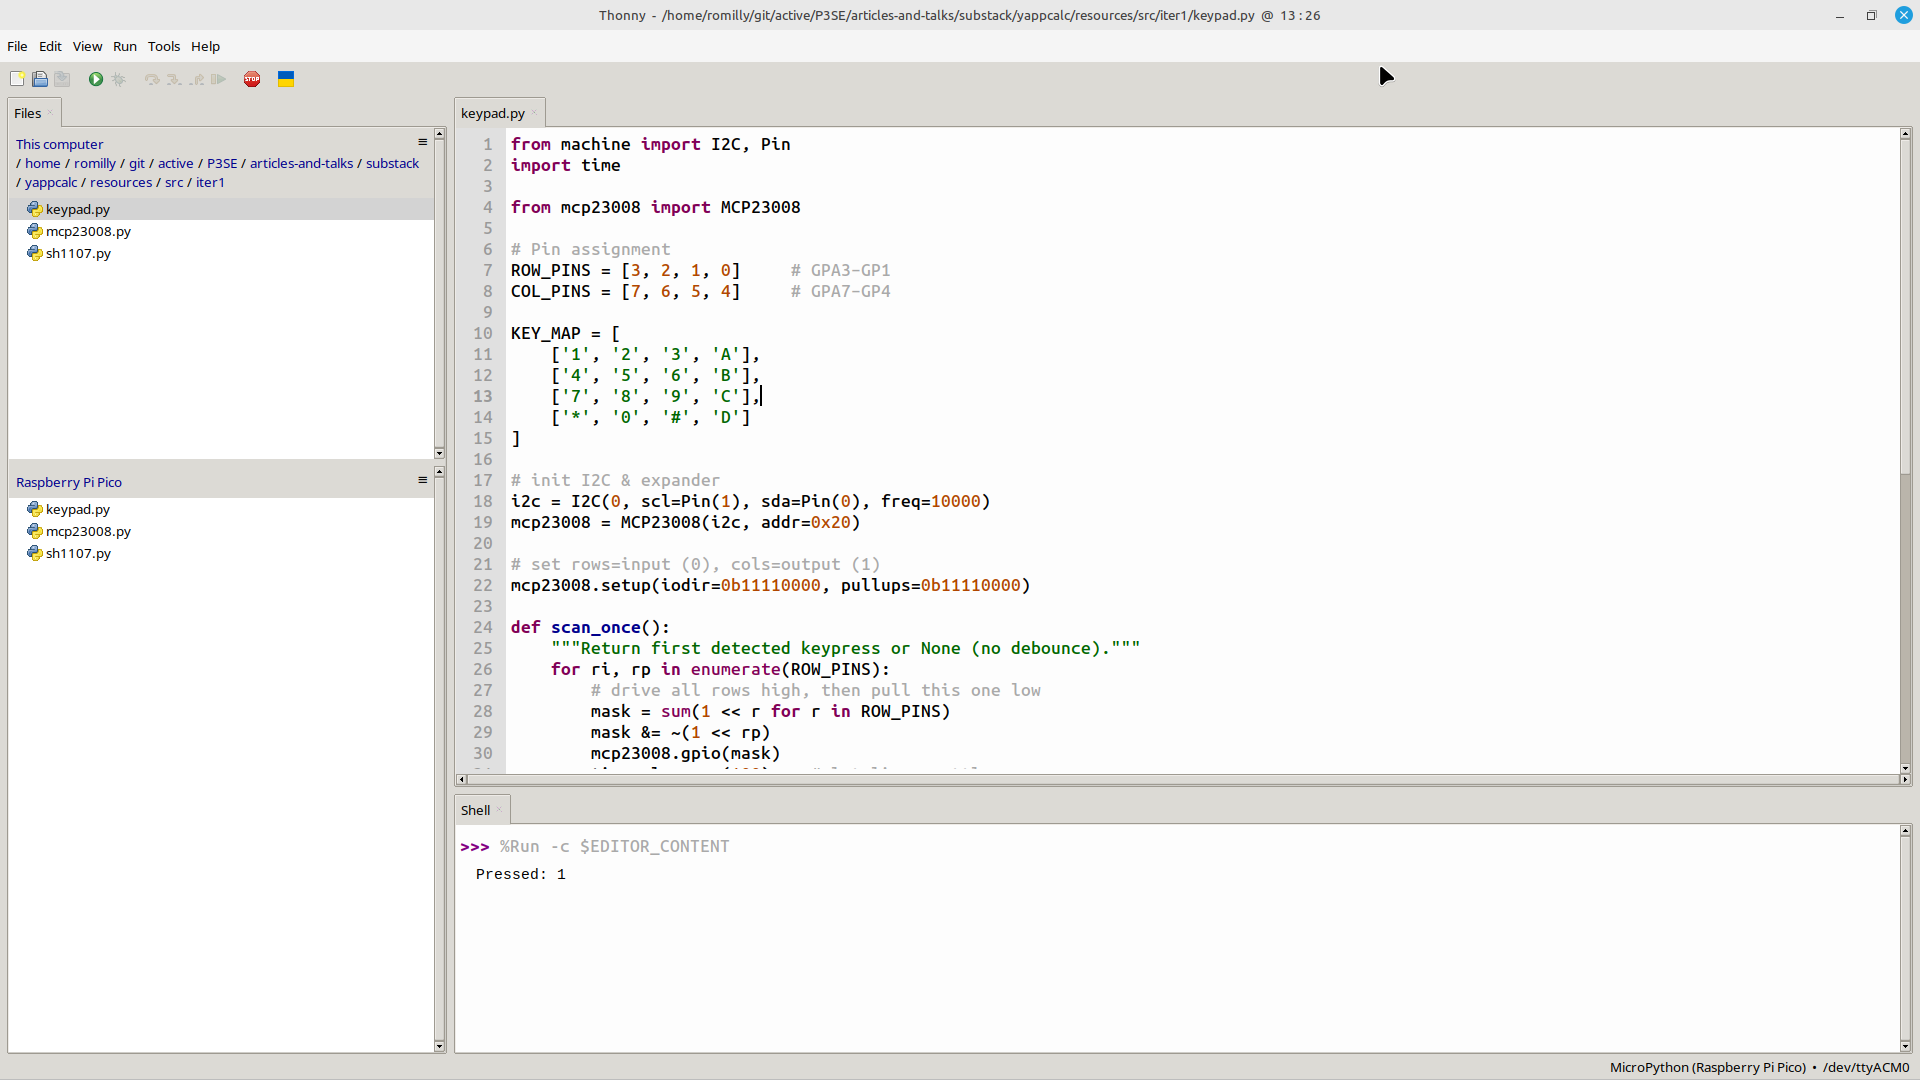 Thonny - /home/romilly/git/active/P3SE/articles-and-talks/substack/yappcalc/resources/src/iter1/keypad.py @ 13:26
File Edit View Run Tools Help
STOP
Files
This computer
/ home / romilly / git / active / P3SE / articles-and-talks / substack
/ yappcalc / resources / src / iter1
keypad.py
mcp23008.py
sh1107.py
Raspberry Pi Pico
keypad.py
mcp23008.py
sh1107.py
keypad.py
1 from machine import I2C, Pin
2 import time
3
4 from mcp23008 import MCP23008
5
6 # Pin assignment
7 ROW_PINS = [3, 2, 1, 0]     # GPA3-GP1
8 COL_PINS = [7, 6, 5, 4]     # GPA7-GP4
9
10 KEY_MAP = [
11     ['1', '2', '3', 'A'],
12     ['4', '5', '6', 'B'],
13     ['7', '8', '9', 'C'],
14     ['*', '0', '#', 'D']
15 ]
16
17 # init I2C & expander
18 i2c = I2C(0, scl=Pin(1), sda=Pin(0), freq=10000)
19 mcp23008 = MCP23008(i2c, addr=0x20)
20
21 # set rows=input (0), cols=output (1)
22 mcp23008.setup(iodir=0b11110000, pullups=0b11110000)
23
24 def scan_once():
25     """Return first detected keypress or None (no debounce)."""
26     for ri, rp in enumerate(ROW_PINS):
27         # drive all rows high, then pull this one low
28         mask = sum(1 << r for r in ROW_PINS)
29         mask &= ~(1 << rp)
30         mcp23008.gpio(mask)
Shell
>>> %Run -c $EDITOR_CONTENT
Pressed: 1
MicroPython (Raspberry Pi Pico) • /dev/ttyACM0